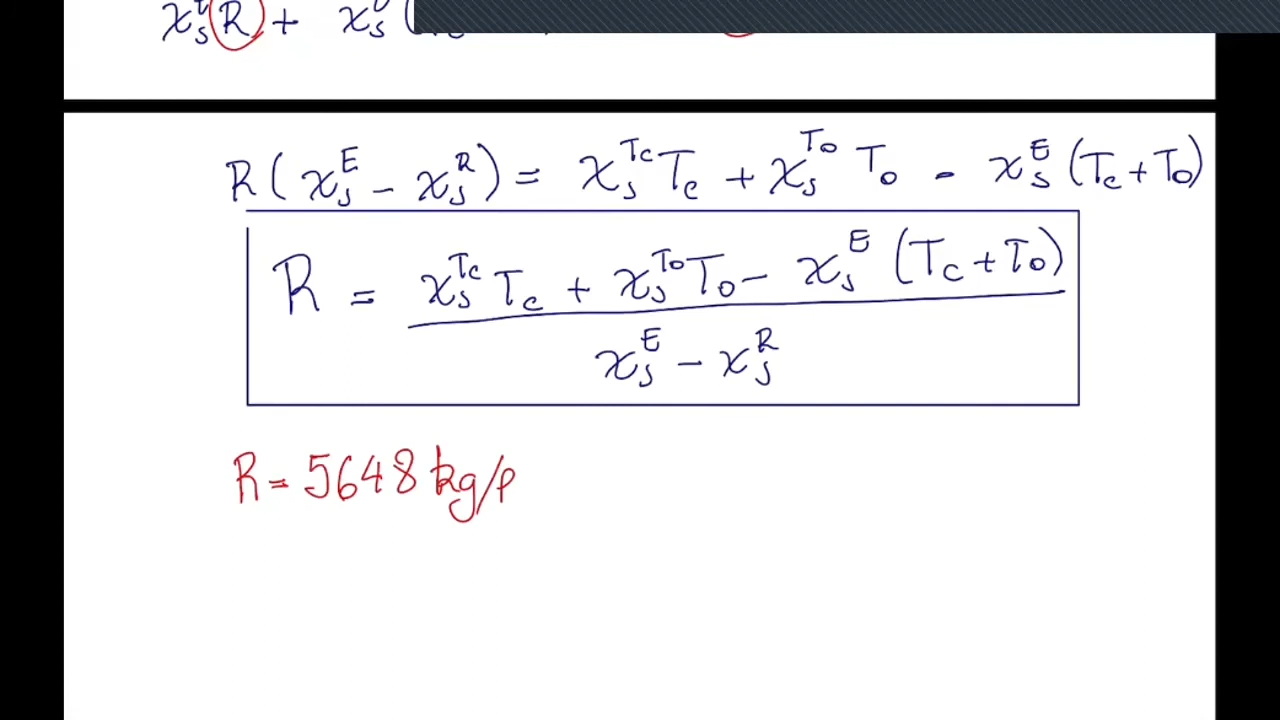 R +
R(x_s^E - x_s^R) = x_s^{Tc} T_c + x_s^{To} T_o - x_s^E (T_c + T_o)
R = \frac{x_s^{Tc} T_c + x_s^{To} T_o - x_s^E (T_c + T_o)}{x_s^E - x_s^R}
R = 5648 kg/p